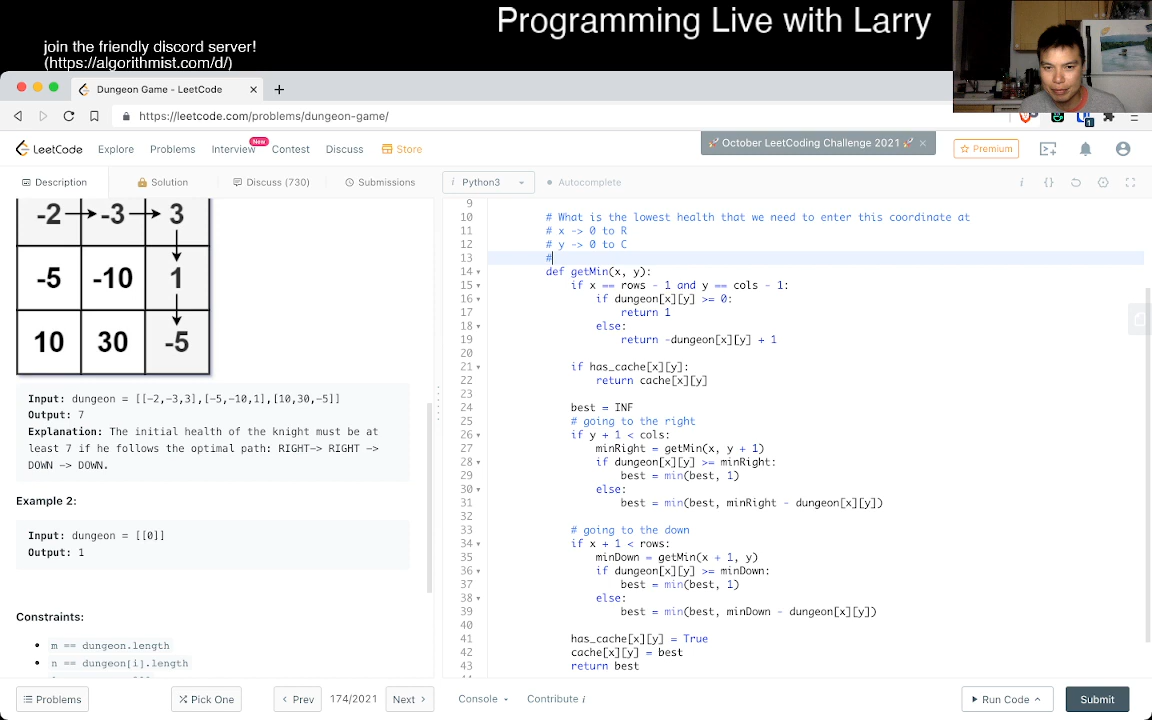 Programming Live with Larry
join the friendly discord server!
(https://algorithmist.com/d/)
Dungeon Game - LeetCode
https://leetcode.com/problems/dungeon-game/
1
LeetCode Explore Problems Interview New Contest Discuss Store
October LeetCoding Challenge 2021
Premium
Description Solution Discuss (730) Submissions
i Python3 Autocomplete i {}
-2 -3 3
-5 -10 1
10 30 -5
Input: dungeon = [[-2,-3,3],[-5,-10,1],[10,30,-5]]
Output: 7
Explanation: The initial health of the knight must be at
least 7 if he follows the optimal path: RIGHT-> RIGHT ->
DOWN -> DOWN.
Example 2:
Input: dungeon = [[0]]
Output: 1
Constraints:
m == dungeon.length
n == dungeon[i].length
9
10 # What is the lowest health that we need to enter this coordinate at
11 # x -> 0 to R
12 # y -> 0 to C
13 #
14 def getMin(x, y):
15 if x == rows - 1 and y == cols - 1:
16 if dungeon[x][y] >= 0:
17 return 1
18 else:
19 return -dungeon[x][y] + 1
20
21 if has_cache[x][y]:
22 return cache[x][y]
23
24 best = INF
25 # going to the right
26 if y + 1 < cols:
27 minRight = getMin(x, y + 1)
28 if dungeon[x][y] >= minRight:
29 best = min(best, 1)
30 else:
31 best = min(best, minRight - dungeon[x][y])
32
33 # going to the down
34 if x + 1 < rows:
35 minDown = getMin(x + 1, y)
36 if dungeon[x][y] >= minDown:
37 best = min(best, 1)
38 else:
39 best = min(best, minDown - dungeon[x][y])
40
41 has_cache[x][y] = True
42 cache[x][y] = best
43 return best
Problems Pick One Prev 174/2021 Next Console Contribute i Run Code Submit